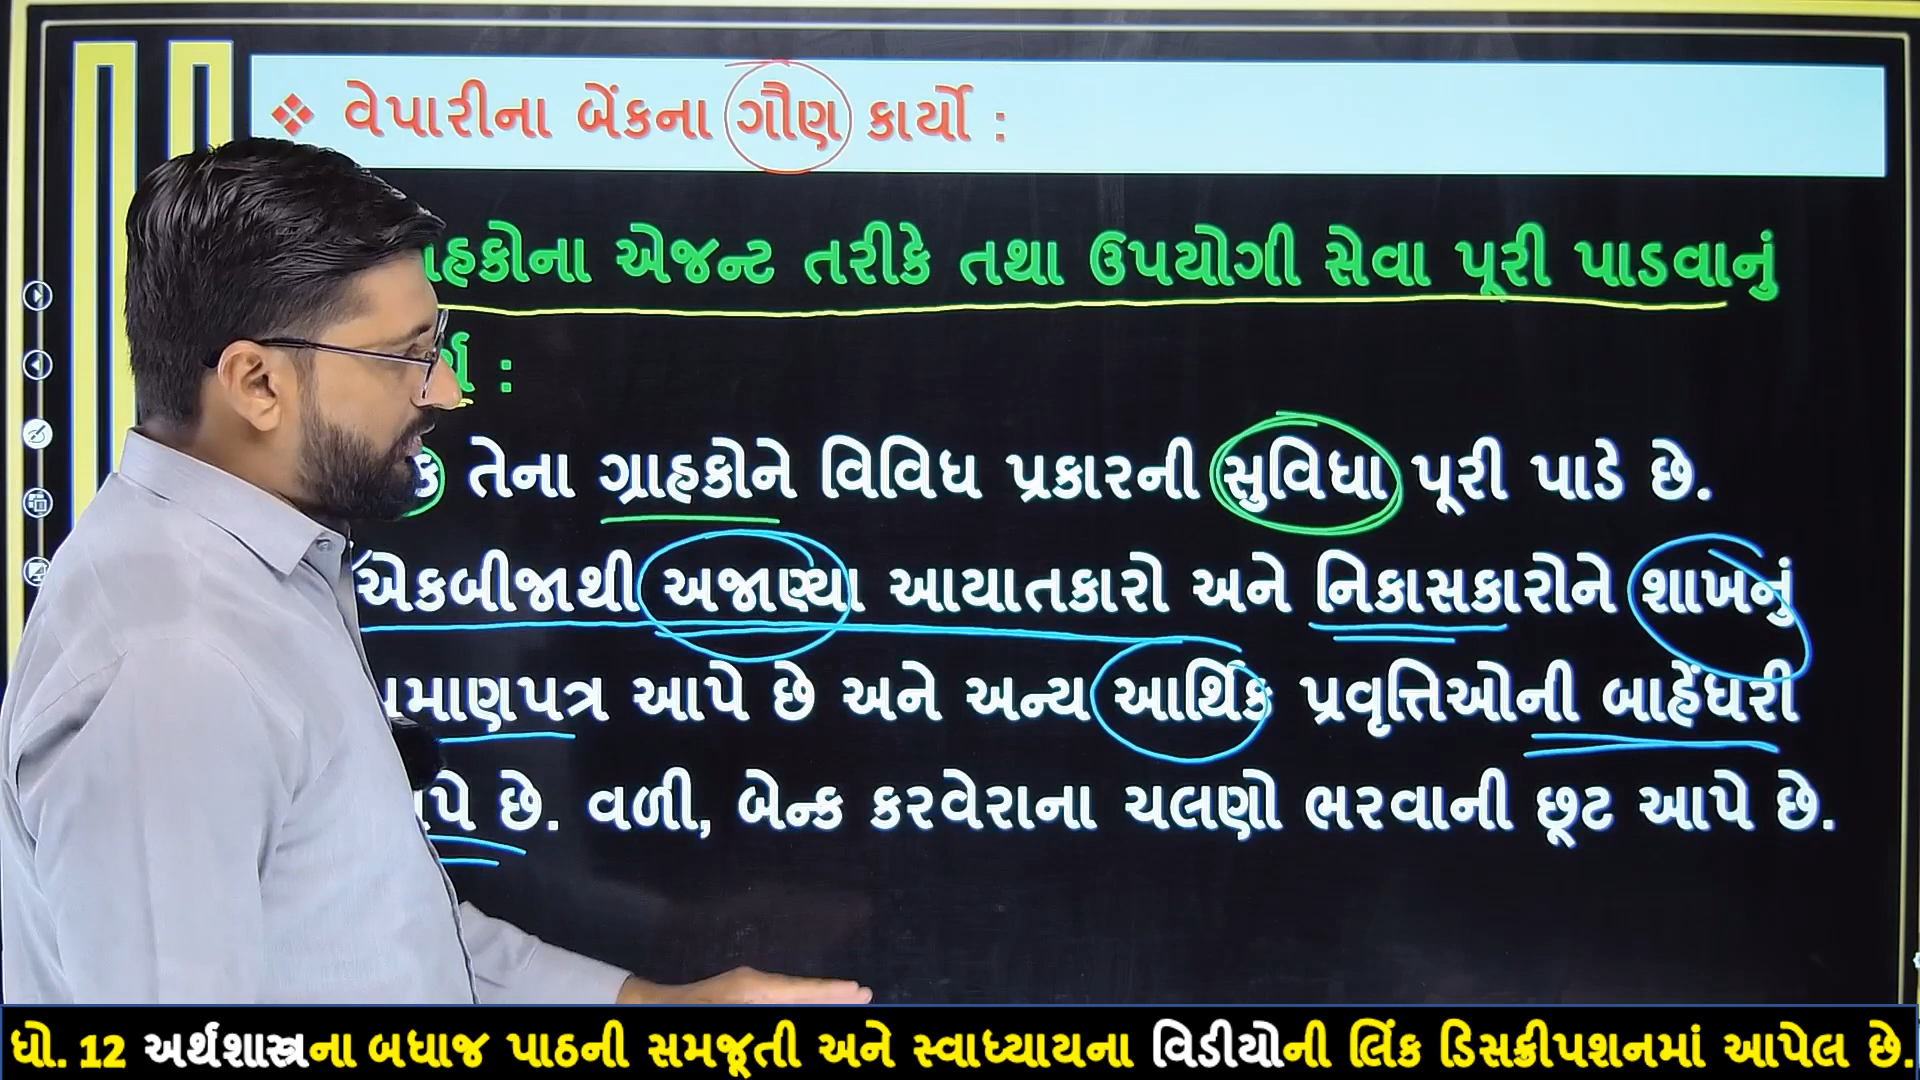 ❖ વેપારીના બેંકના ગૌણ કાર્યો :
એજન્ટ તરીકે તથા ઉપયોગી સેવા પૂરી પાડવાનું
:
તેના ગ્રાહકોને વિવિધ પ્રકારની સુવિધા પૂરી પાડે છે.
એકબીજાથી અજાણ્યા આયાતકારો અને નિકાસકારોને શાખનું
આપે છે અને અન્ય આર્થિક પ્રવૃત્તિઓની બાહેંધરી
છે. વળી, બેન્ક કરવેરાના ચલણો ભરવાની છૂટ આપે છે.
ધો. 12 અર્થશાસ્ત્રના બધાજ પાઠની સમજૂતી અને સ્વાધ્યાયના વિડીયોની લિંક ડિસક્રીપશનમાં આપેલ છે.